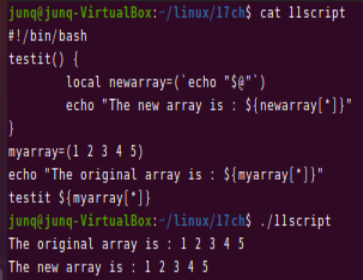 junq@junq-VirtualBox:~/linux/17ch$ cat 11script
#!/bin/bash
testit() {
        local newarray=(`echo "$@"`)
        echo "The new array is : ${newarray[*]}"
}
myarray=(1 2 3 4 5)
echo "The original array is : ${myarray[*]}"
testit ${myarray[*]}
junq@junq-VirtualBox:~/linux/17ch$ ./11script
The original array is : 1 2 3 4 5
The new array is : 1 2 3 4 5